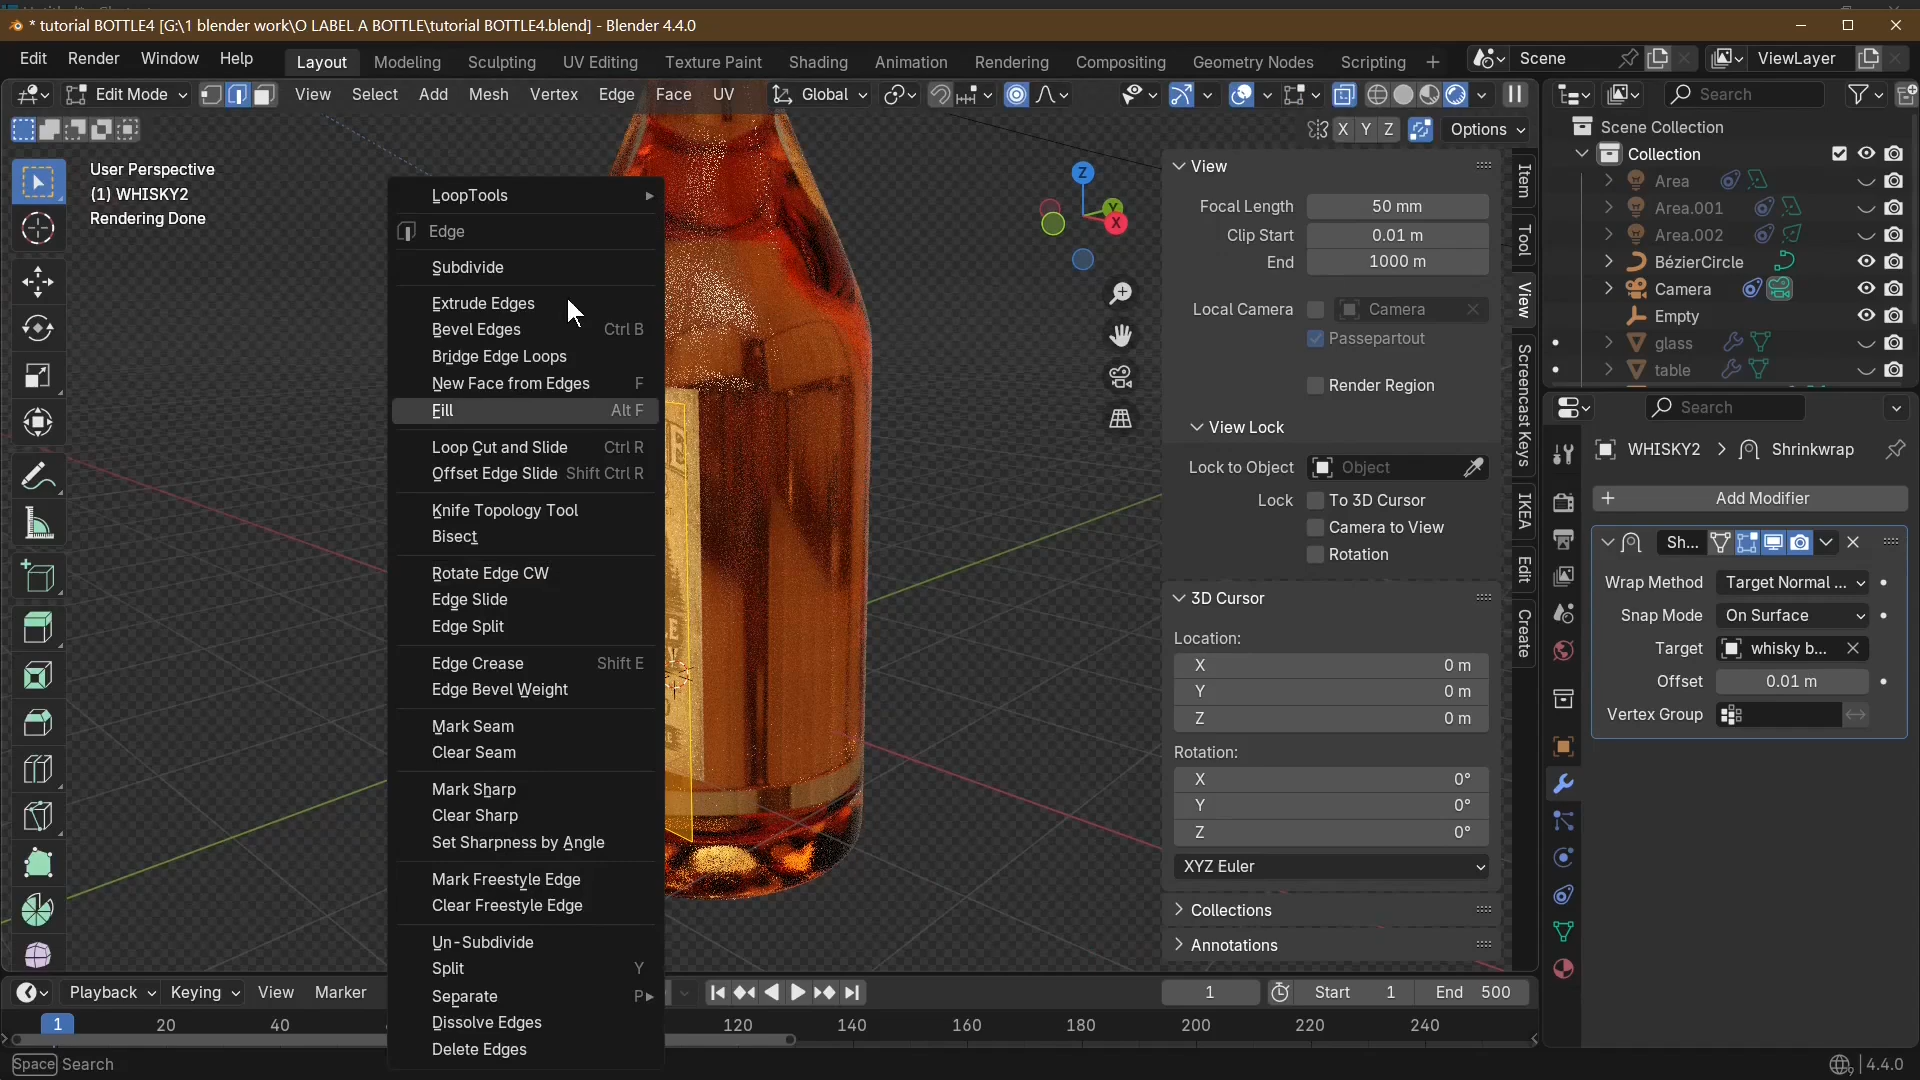 * tutorial BOTTLE4 [G:\1 blender work\O LABEL A BOTTLE\tutorial BOTTLE4.blend] - Blender 4.4.0
Edit Render Window Help Layout Modeling Sculpting UV Editing Texture Paint Shading Animation Rendering Compositing Geometry Nodes Scripting + Scene ViewLayer
Edit Mode View Select Add Mesh Vertex Edge Face UV Global Search
X Y Z Options
User Perspective
(1) WHISKY2
Rendering Done
LoopTools
Edge
Subdivide
Extrude Edges
Bevel Edges Ctrl B
Bridge Edge Loops
New Face from Edges F
Fill Alt F
Loop Cut and Slide Ctrl R
Offset Edge Slide Shift Ctrl R
Knife Topology Tool
Bisect
Rotate Edge CW
Edge Slide
Edge Split
Edge Crease Shift E
Edge Bevel Weight
Mark Seam
Clear Seam
Mark Sharp
Clear Sharp
Set Sharpness by Angle
Mark Freestyle Edge
Clear Freestyle Edge
Un-Subdivide
Split Y
Separate P
Dissolve Edges
Delete Edges
Z
Y
X
View
Focal Length 50 mm
Clip Start 0.01 m
End 1000 m
Local Camera Camera
Passepartout
Render Region
View Lock
Lock to Object Object
Lock To 3D Cursor
Camera to View
Rotation
3D Cursor
Location:
X 0 m
Y 0 m
Z 0 m
Rotation:
X 0°
Y 0°
Z 0°
XYZ Euler
Collections
Annotations
Item
Tool
View
Screencast Keys
IKEA
Edit
Create
Scene Collection
Collection
Area
Area.001
Area.002
BézierCircle
Camera
Empty
glass
table
Search
WHISKY2 Shrinkwrap
+ Add Modifier
Sh...
Wrap Method Target Normal ...
Snap Mode On Surface
Target whisky b...
Offset 0.01 m
Vertex Group
Playback Keying View Marker 1 Start 1 End 500
1 20 40 120 140 160 180 200 220 240
Space Search 4.4.0